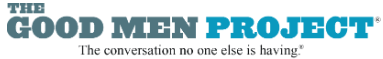 THE
GOOD MEN PROJECT®
The conversation no one else is having.®